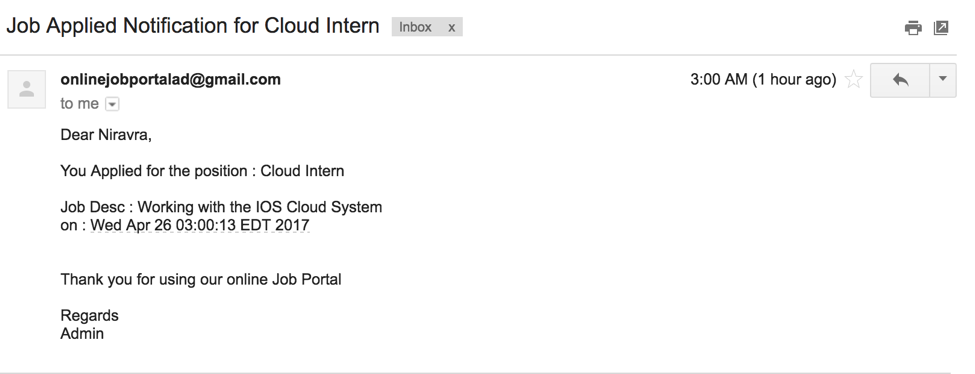 Job Applied Notification for Cloud Intern Inbox x
onlinejobportalad@gmail.com 3:00 AM (1 hour ago)
to me
Dear Niravra,
You Applied for the position : Cloud Intern
Job Desc : Working with the IOS Cloud System
on : Wed Apr 26 03:00:13 EDT 2017
Thank you for using our online Job Portal
Regards
Admin